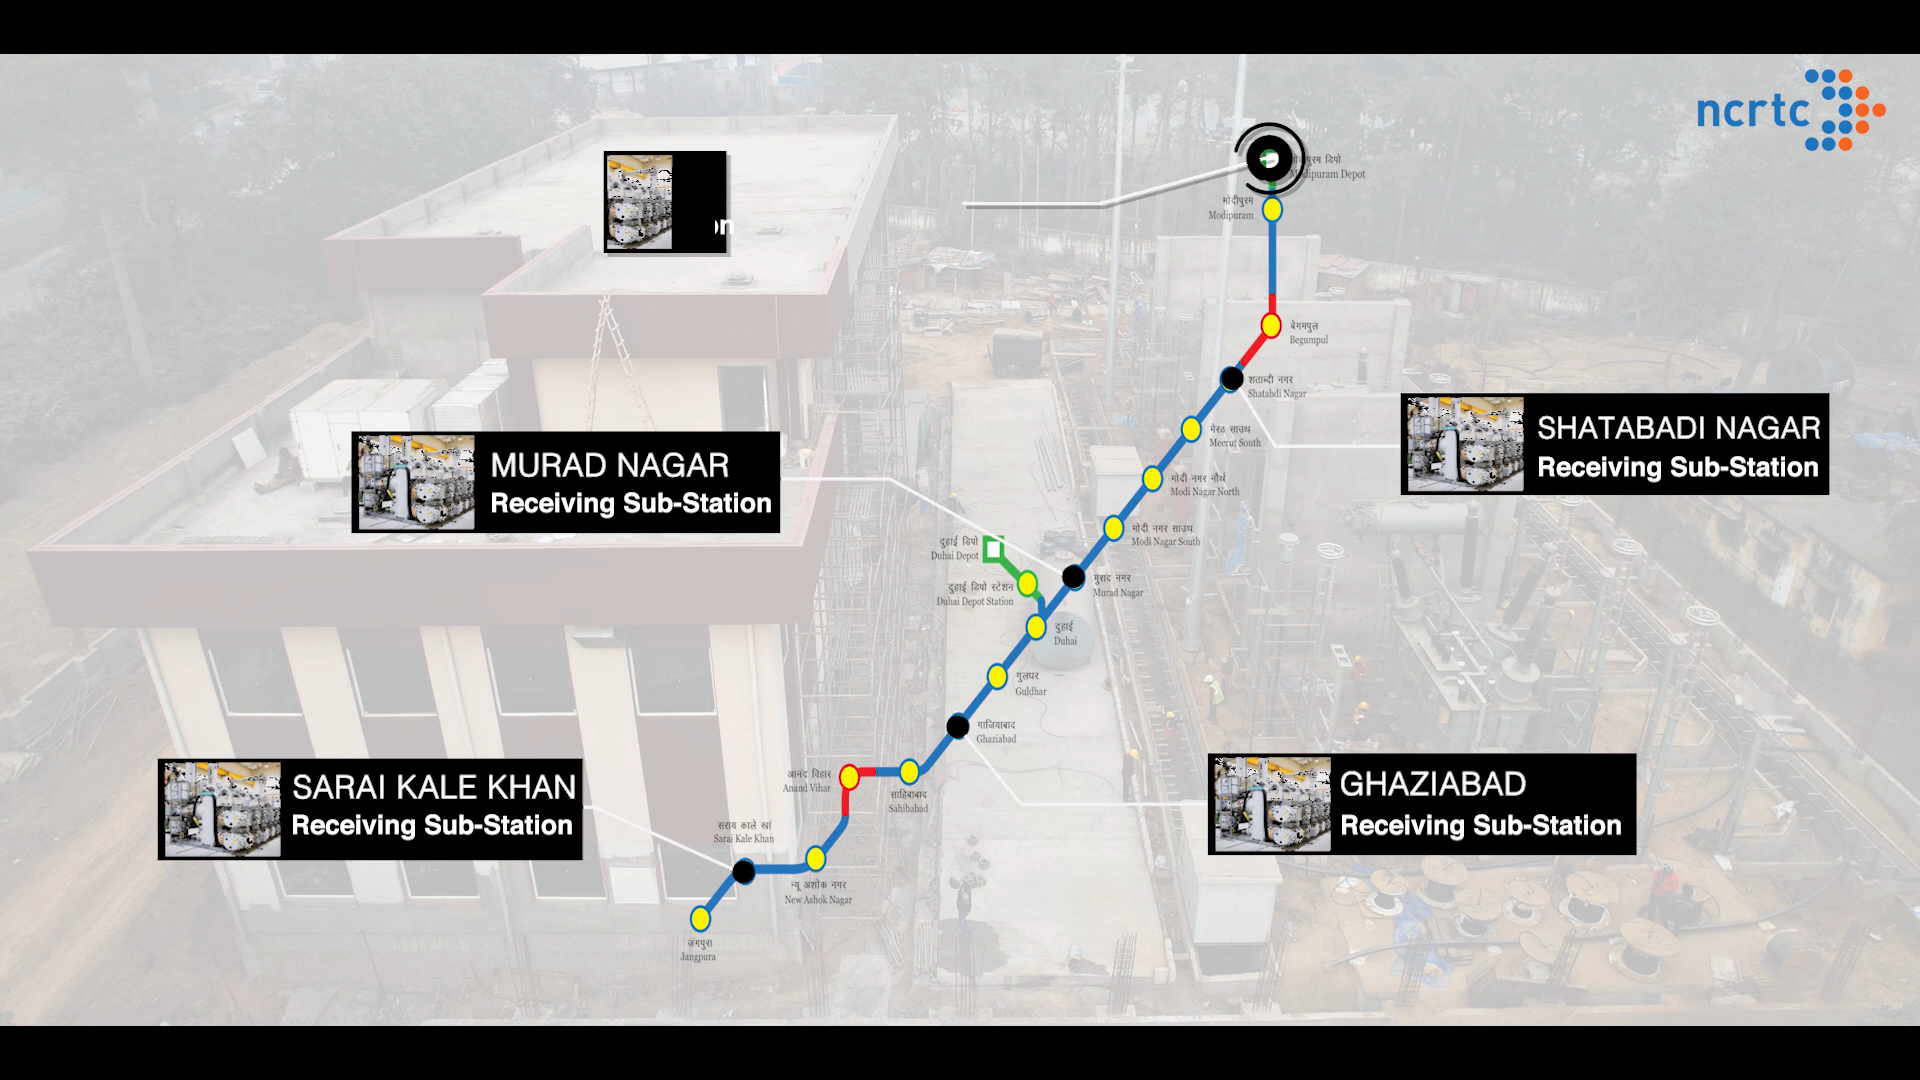 ncrtc
मोदीपुरम डिपो
Modipuram Depot
मोदीपुरम
Modipuram
बेगमपुल
Begumpul
शताब्दी नगर
Shatabdi Nagar
SHATABADI NAGAR
Receiving Sub-Station
मेरठ साउथ
Meerut South
MURAD NAGAR
Receiving Sub-Station
मोदी नगर नौर्थ
Modi Nagar North
मोदी नगर साउथ
Modi Nagar South
दुहाई डिपो
Duhai Depot
मुराद नगर
Murad Nagar
दुहाई डिपो स्टेशन
Duhai Depot Station
दुहाई
Duhai
गुलधर
Guldhar
गाजियाबाद
Ghaziabad
GHAZIABAD
Receiving Sub-Station
आनंद विहार
Anand Vihar
साहिबाबाद
Sahibabad
SARAI KALE KHAN
Receiving Sub-Station
सराय काले खां
Sarai Kale Khan
न्यू अशोक नगर
New Ashok Nagar
जंगपुरा
Jangpura